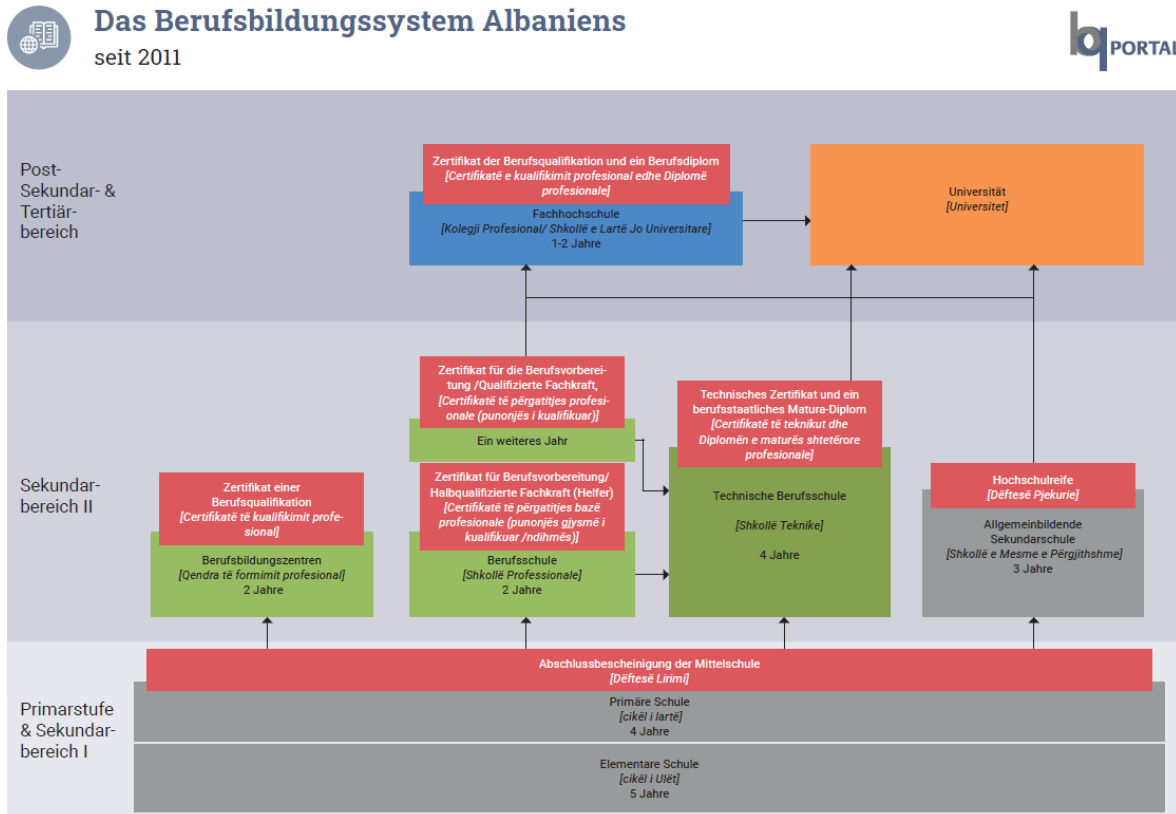 Das Berufsbildungssystem Albaniens
seit 2011
bq PORTAL
Post-
Sekundar- &
Tertiär-
bereich
Zertifikat der Berufsqualifikation und ein Berufsdiplom
[Certifikatë e kualifikimit profesional edhe Diplomë
profesionale]
Fachhochschule
[Kolegji Profesional/ Shkollë e Lartë Jo Universitare]
1-2 Jahre
Universität
[Universitet]
Sekundar-
bereich II
Zertifikat einer
Berufsqualifikation
[Certifikatë të kualifikimit profe-
sional]
Berufsbildungszentren
[Qendra të formimit profesional]
2 Jahre
Zertifikat für die Berufsvorberei-
tung /Qualifizierte Fachkraft,
[Certifikatë të përgatitjes profesi-
onale (punonjës i kualifikuar)]
Ein weiteres Jahr
Zertifikat für Berufsvorbereitung/
Halbqualifizierte Fachkraft (Helfer)
[Certifikatë të përgatitjes bazë
profesionale (punonjës gjysmë i
kualifikuar /ndihmës)]
Berufsschule
[Shkollë Professionale]
2 Jahre
Technisches Zertifikat und ein
berufsstaatliches Matura-Diplom
[Certifikatë të teknikut dhe
Diplomën e maturës shtetërore
profesionale]
Technische Berufsschule
[Shkollë Teknike]
4 Jahre
Hochschulreife
[Dëftesë Pjekurie]
Allgemeinbildende
Sekundarschule
[Shkollë e Mesme e Përgjithshme]
3 Jahre
Primarstufe
& Sekundar-
bereich I
Abschlussbescheinigung der Mittelschule
[Dëftesë Lirimi]
Primäre Schule
[cikël i lartë]
4 Jahre
Elementare Schule
[cikël i Ulët]
5 Jahre